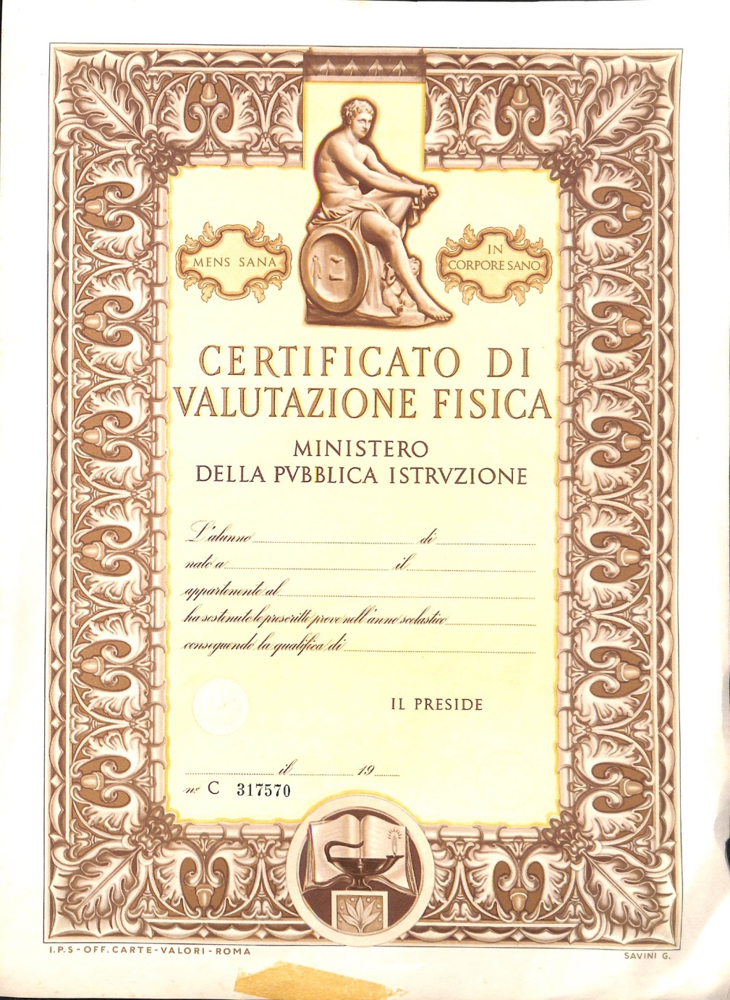 MENS SANA
IN
CORPORE SANO
CERTIFICATO DI
VALUTAZIONE FISICA
MINISTERO
DELLA PVBBLICA ISTRVZIONE
L'alunno di
nato a il
appartenente al
ha sostenuto le prescritte prove nell'anno scolastico
conseguendo la qualifica di
IL PRESIDE
il 19
n.º C 317570
I.P.S - OFF. CARTE - VALORI - ROMA
SAVINI G.